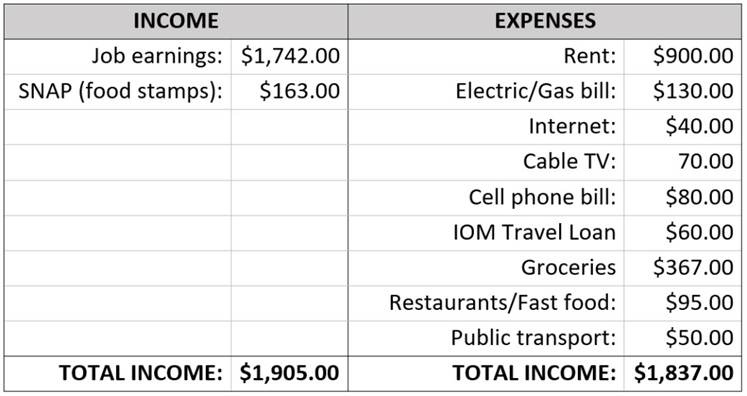 INCOME EXPENSES
Job earnings: $1,742.00 Rent: $900.00
SNAP (food stamps): $163.00 Electric/Gas bill: $130.00
Internet: $40.00
Cable TV: 70.00
Cell phone bill: $80.00
IOM Travel Loan $60.00
Groceries $367.00
Restaurants/Fast food: $95.00
Public transport: $50.00
TOTAL INCOME: $1,905.00 TOTAL INCOME: $1,837.00